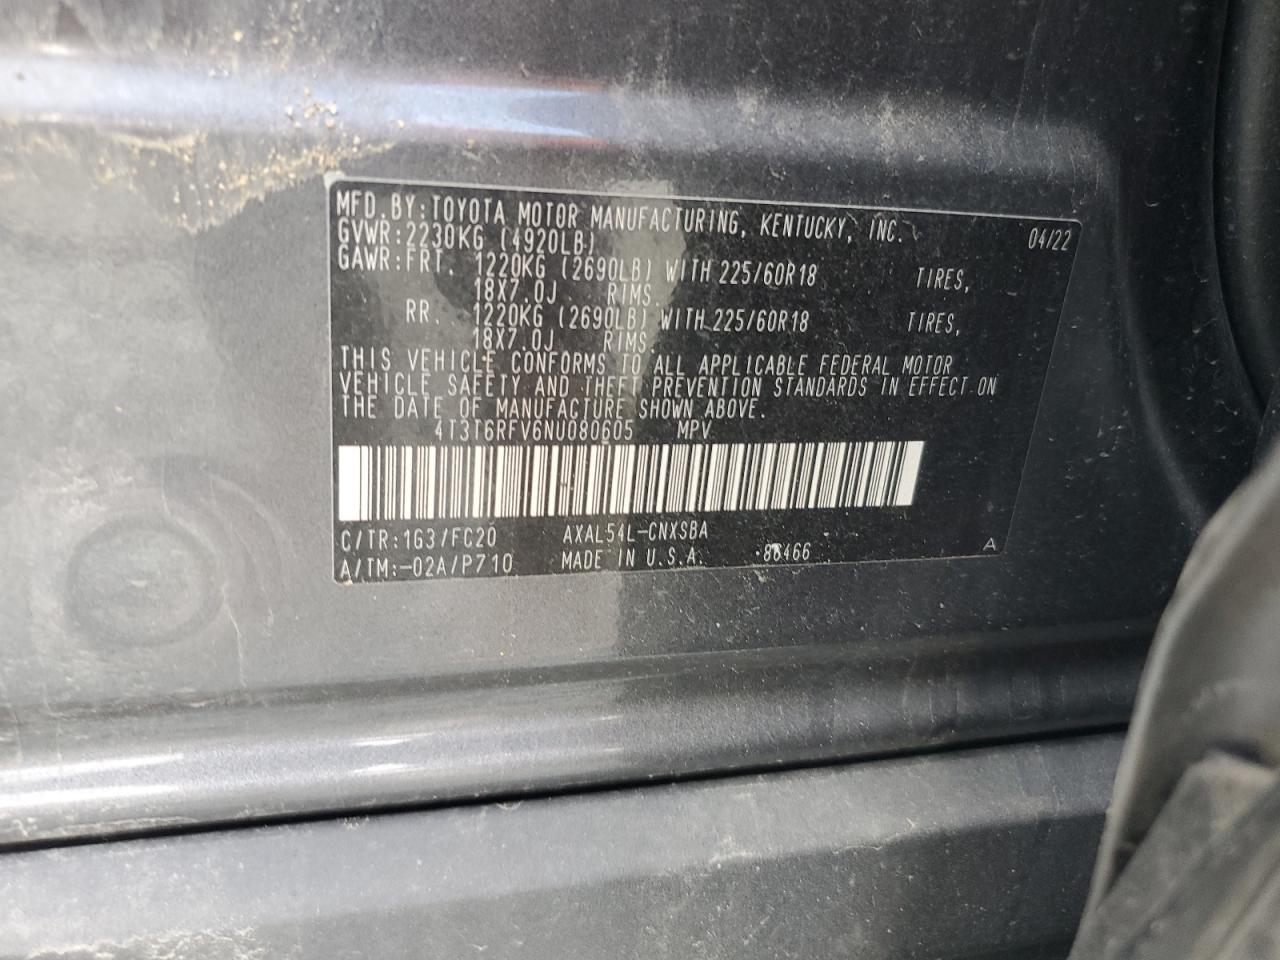 MFD.BY:TOYOTA MOTOR MANUFACTURING, KENTUCKY, INC. 04/22
GVWR:2230KG (4920LB)
GAWR:FRT. 1220KG (2690LB) WITH 225/60R18 TIRES,
18X7.0J RIMS.
RR. 1220KG (2690LB) WITH 225/60R18 TIRES,
18X7.0J RIMS.
THIS VEHICLE CONFORMS TO ALL APPLICABLE FEDERAL MOTOR
VEHICLE SAFETY AND THEFT PREVENTION STANDARDS IN EFFECT ON
THE DATE OF MANUFACTURE SHOWN ABOVE.
4T3T6RFV6NU080605 MPV
C/TR:1G3/FC20 AXAL54L-CNXSBA
A/TM:-02A/P710 MADE IN U.S.A. A